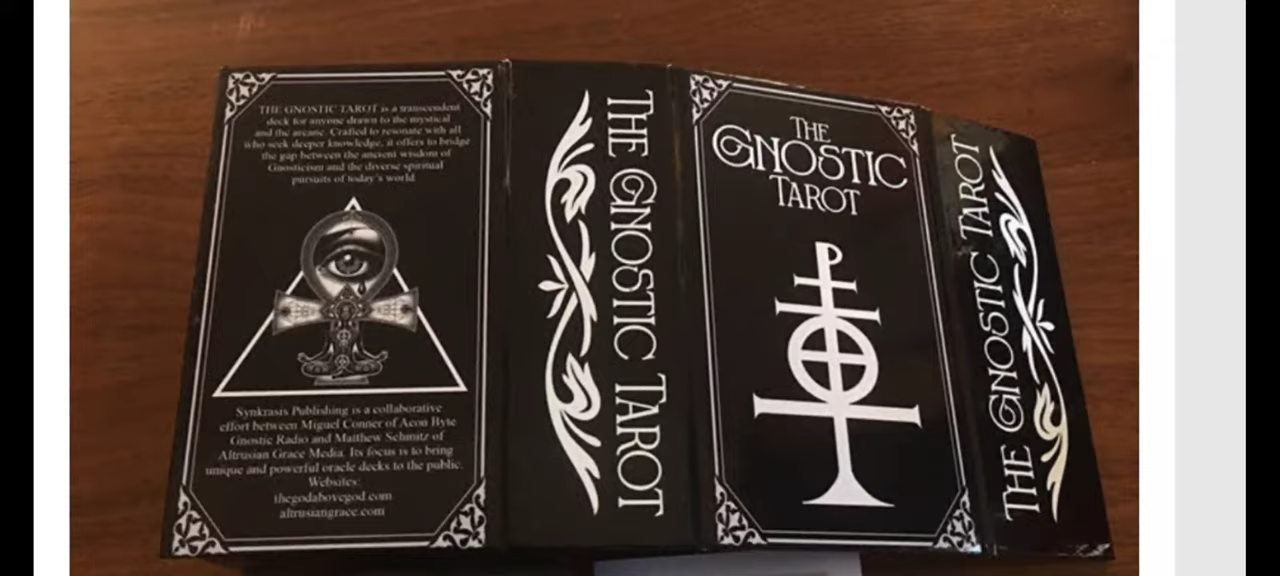 THE GNOSTIC TAROT is a transcendent
deck for anyone drawn to the mystical
and the arcane. Crafted to resonate with all
who seek deeper knowledge, it offers to bridge
the gap between the ancient wisdom of
Gnosticism and the diverse spiritual
pursuits of today's world.
Synkrasis Publishing is a collaborative
effort between Miguel Conner of Aeon Byte
Gnostic Radio and Matthew Schmitz of
Altrusian Grace Media. Its focus is to bring
unique and powerful oracle decks to the public.
Websites:
thegodabovegod.com
altrusiangrace.com
THE GNOSTIC TAROT
THE
GNOSTIC
TAROT
THE GNOSTIC TAROT